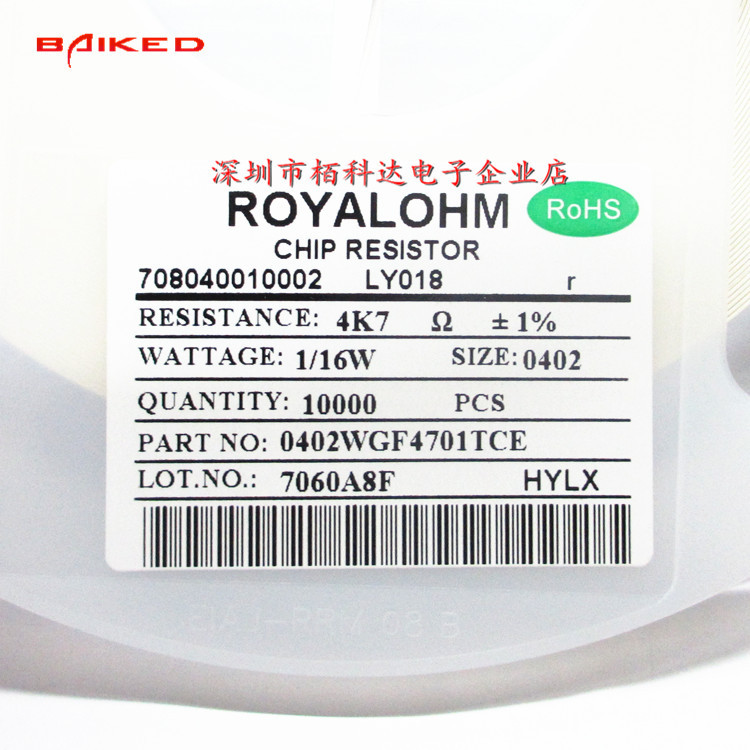 BAIKED
深圳市栢科达电子企业店
ROYALOHM RoHS
CHIP RESISTOR
708040010002 LY018 r
RESISTANCE: 4K7 Ω ±1%
WATTAGE: 1/16W SIZE:0402
QUANTITY: 10000 PCS
PART NO: 0402WGF4701TCE
LOT.NO.: 7060A8F HYLX